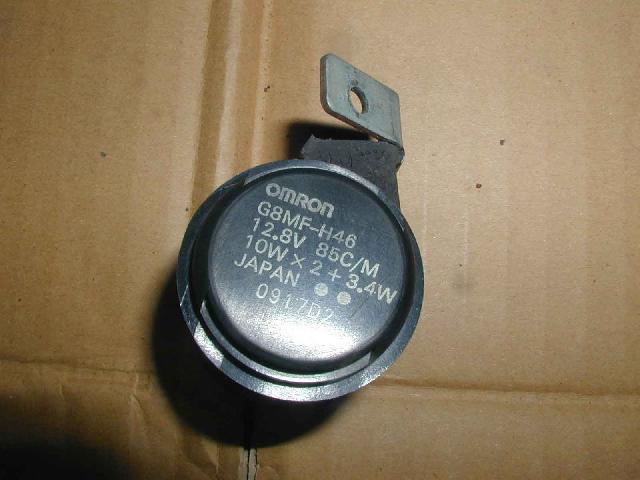 OMRON
G8MF-H46
12.8V 85C/M
10W × 2 + 3.4W
JAPAN
0917D2